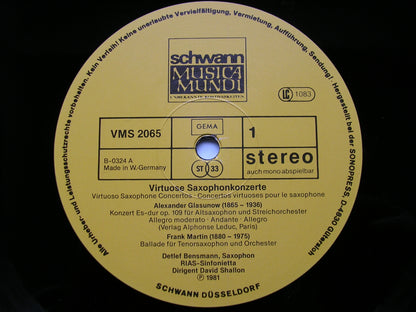 Kein Verleih! Keine unerlaubte Vervielfältigung, Vermietung, Aufführung, Sendung! Hergestellt bei der SONOPRESS, D-4830 Gütersloh
Alle Urheber- und Leistungsschutzrechte vorbehalten.
schwann
MUSICA
MUNDI
LC 1083
VMS 2065
GEMA
1
B-0324 A
Made in W.Germany
ST 33
stereo
auch mono abspielbar
Virtuose Saxophonkonzerte
Virtuoso Saxophone Concertos · Concertos virtuoses pour le saxophone
Alexander Glasunow (1865 – 1936)
Konzert Es-dur op. 109 für Altsaxophon und Streichorchester
Allegro moderato · Andante · Allegro
(Verlag Alphonse Leduc, Paris)
Frank Martin (1880 – 1975)
Ballade für Tenorsaxophon und Orchester
Detlef Bensmann, Saxophon
RIAS-Sinfonietta
Dirigent David Shallon
℗ 1981
SCHWANN DÜSSELDORF